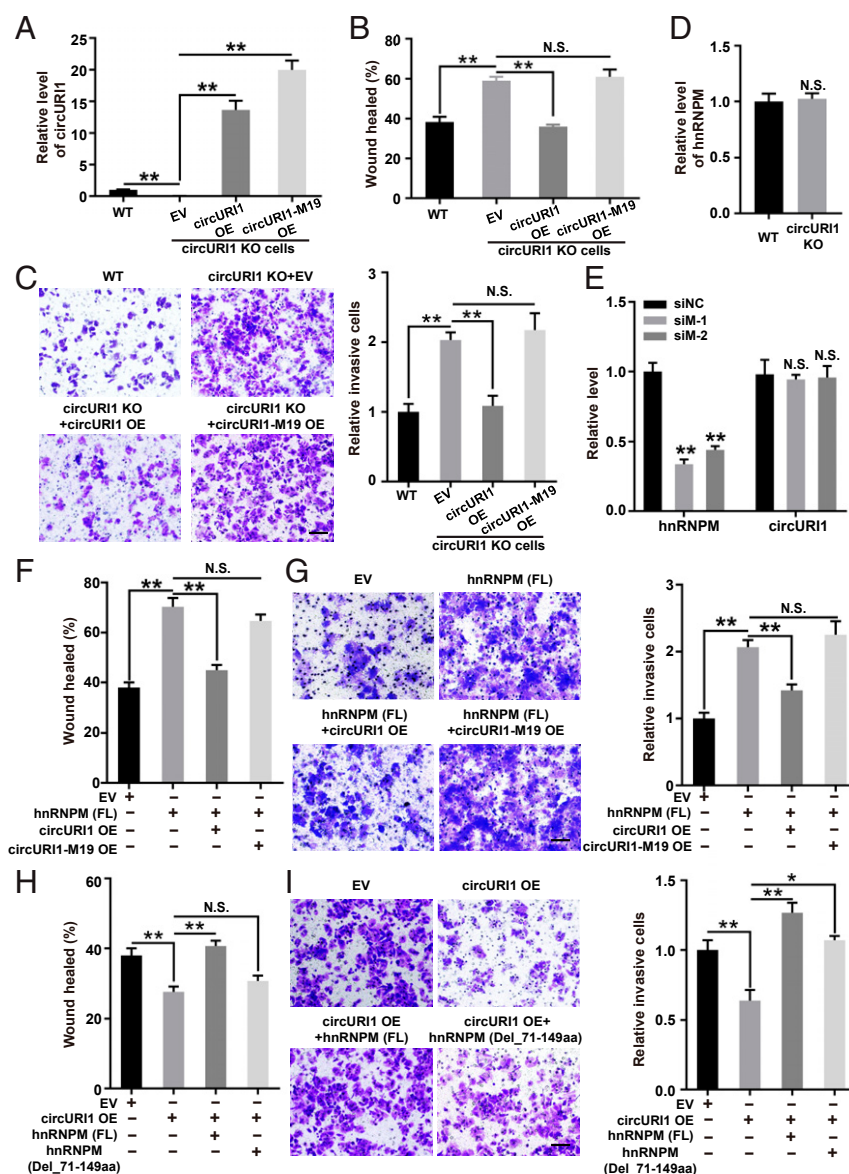 A
Relative level
of circURI1
25
20
15
10
5
0
**
**
**
WT
EV
circURI1
OE
circURI1-M19
OE
circURI1 KO cells
B
Wound healed (%)
80
60
40
20
0
N.S.
**
**
WT
EV
circURI1
OE
circURI1-M19
OE
circURI1 KO cells
D
Relative level
of hnRNPM
1.5
1.0
0.5
0.0
N.S.
WT
circURI1
KO
C
WT
circURI1 KO+EV
circURI1 KO
+circURI1 OE
circURI1 KO
+circURI1-M19 OE
Relative invasive cells
3
2
1
0
N.S.
**
**
WT
EV
circURI1
OE
circURI1-M19
OE
circURI1 KO cells
E
siNC
siM-1
siM-2
Relative level
1.5
1.0
0.5
0.0
**
**
N.S.
N.S.
hnRNPM
circURI1
F
Wound healed (%)
80
60
40
20
0
N.S.
**
**
EV + − − −
hnRNPM (FL) − + + +
circURI1 OE − − + −
circURI1-M19 OE − − − +
G
EV
hnRNPM (FL)
hnRNPM (FL)
+circURI1 OE
hnRNPM (FL)
+circURI1-M19 OE
Relative invasive cells
3
2
1
0
N.S.
**
**
EV + − − −
hnRNPM (FL) − + + +
circURI1 OE − − + −
circURI1-M19 OE − − − +
H
Wound healed (%)
60
40
20
0
N.S.
**
**
EV + − − −
circURI1 OE − + + +
hnRNPM (FL) − − + −
hnRNPM
(Del_71-149aa) − − − +
I
EV
circURI1 OE
circURI1 OE
+hnRNPM (FL)
circURI1 OE+
hnRNPM (Del_71-149aa)
Relative invasive cells
1.5
1.0
0.5
0.0
*
**
**
EV + − − −
circURI1 OE − + + +
hnRNPM (FL) − − + −
hnRNPM
(Del_71-149aa) − − − +